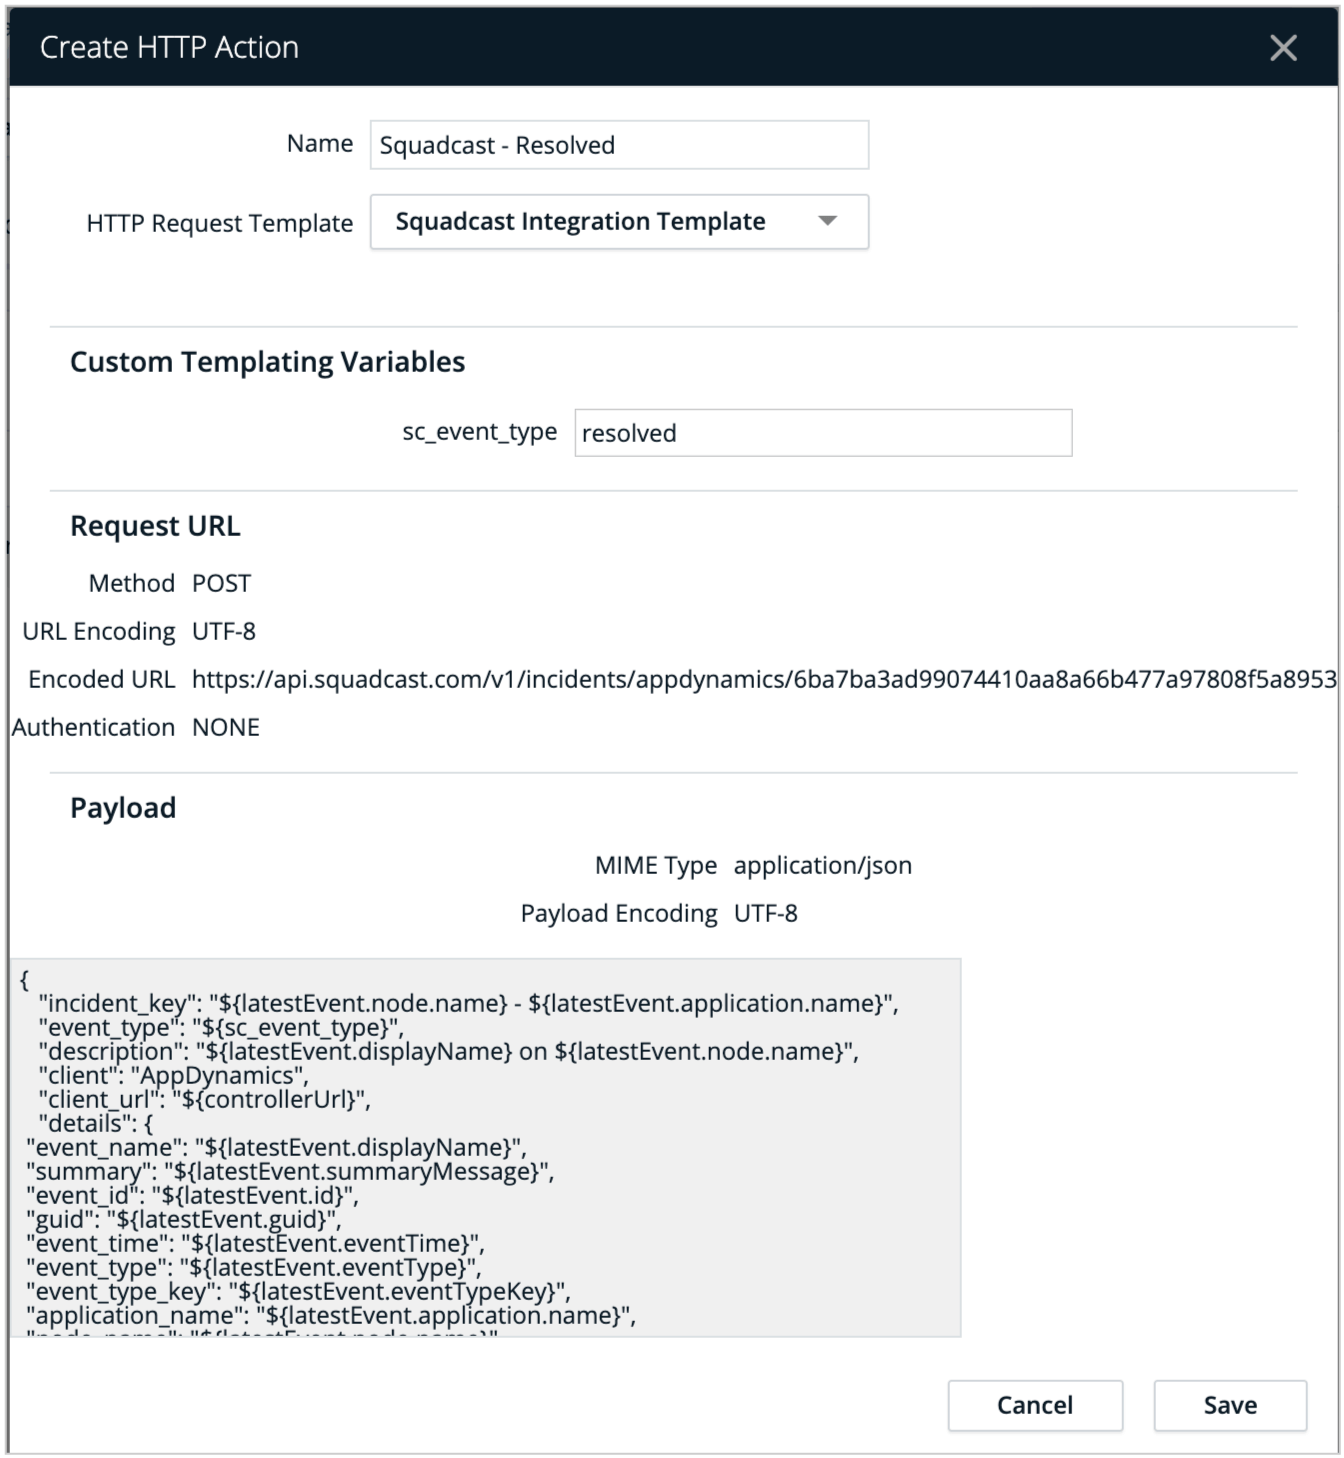 Create HTTP Action
Name Squadcast - Resolved
HTTP Request Template Squadcast Integration Template
Custom Templating Variables
sc_event_type resolved
Request URL
Method POST
URL Encoding UTF-8
Encoded URL https://api.squadcast.com/v1/incidents/appdynamics/6ba7ba3ad99074410aa8a66b477a97808f5a8953
Authentication NONE
Payload
MIME Type application/json
Payload Encoding UTF-8
{
"incident_key": "${latestEvent.node.name} - ${latestEvent.application.name}",
"event_type": "${sc_event_type}",
"description": "${latestEvent.displayName} on ${latestEvent.node.name}",
"client": "AppDynamics",
"client_url": "${controllerUrl}",
"details": {
"event_name": "${latestEvent.displayName}",
"summary": "${latestEvent.summaryMessage}",
"event_id": "${latestEvent.id}",
"guid": "${latestEvent.guid}",
"event_time": "${latestEvent.eventTime}",
"event_type": "${latestEvent.eventType}",
"event_type_key": "${latestEvent.eventTypeKey}",
"application_name": "${latestEvent.application.name}",
"node_name": "${latestEvent.node.name}"
Cancel Save